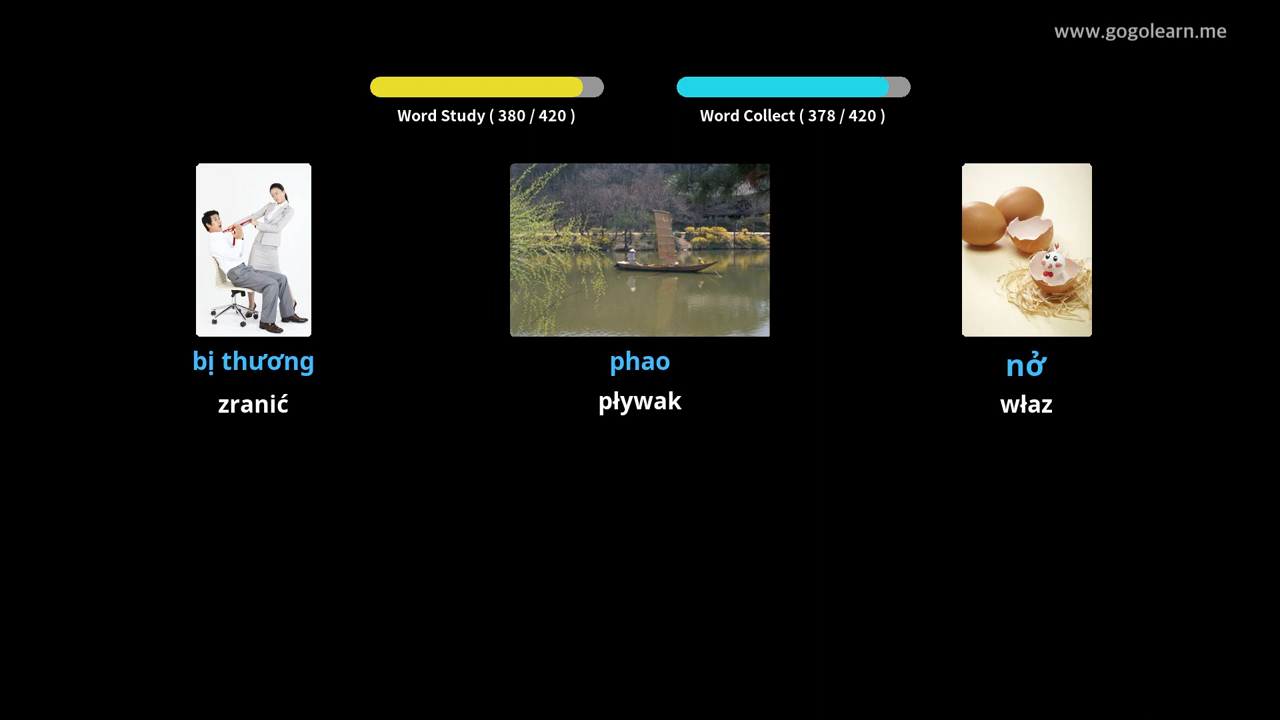 www.gogolearn.me
Word Study ( 380 / 420 )
Word Collect ( 378 / 420 )
bị thương
phao
nở
zranić
pływak
właz